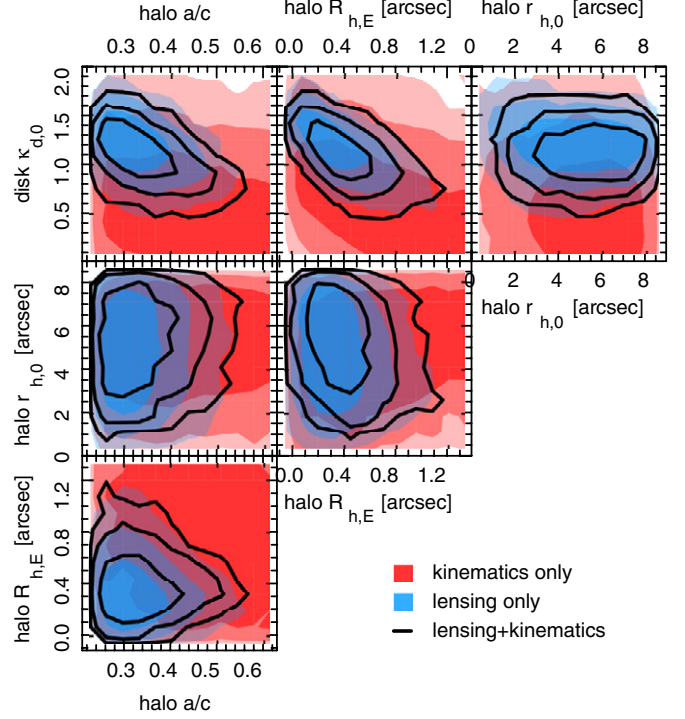 halo a/c halo R h,E [arcsec] halo r h,0 [arcsec]
0.3 0.4 0.5 0.6 0.0 0.4 0.8 1.2 0 2 4 6 8
disk κ d,0
2.0
1.5
1.0
0.5
0 2 4 6 8
halo r h,0 [arcsec]
halo r h,0 [arcsec]
8
6
4
2
0
0.0 0.4 0.8 1.2
halo R h,E [arcsec]
halo R h,E [arcsec]
1.2
0.8
0.4
0.0
0.3 0.4 0.5 0.6
halo a/c
kinematics only
lensing only
lensing+kinematics